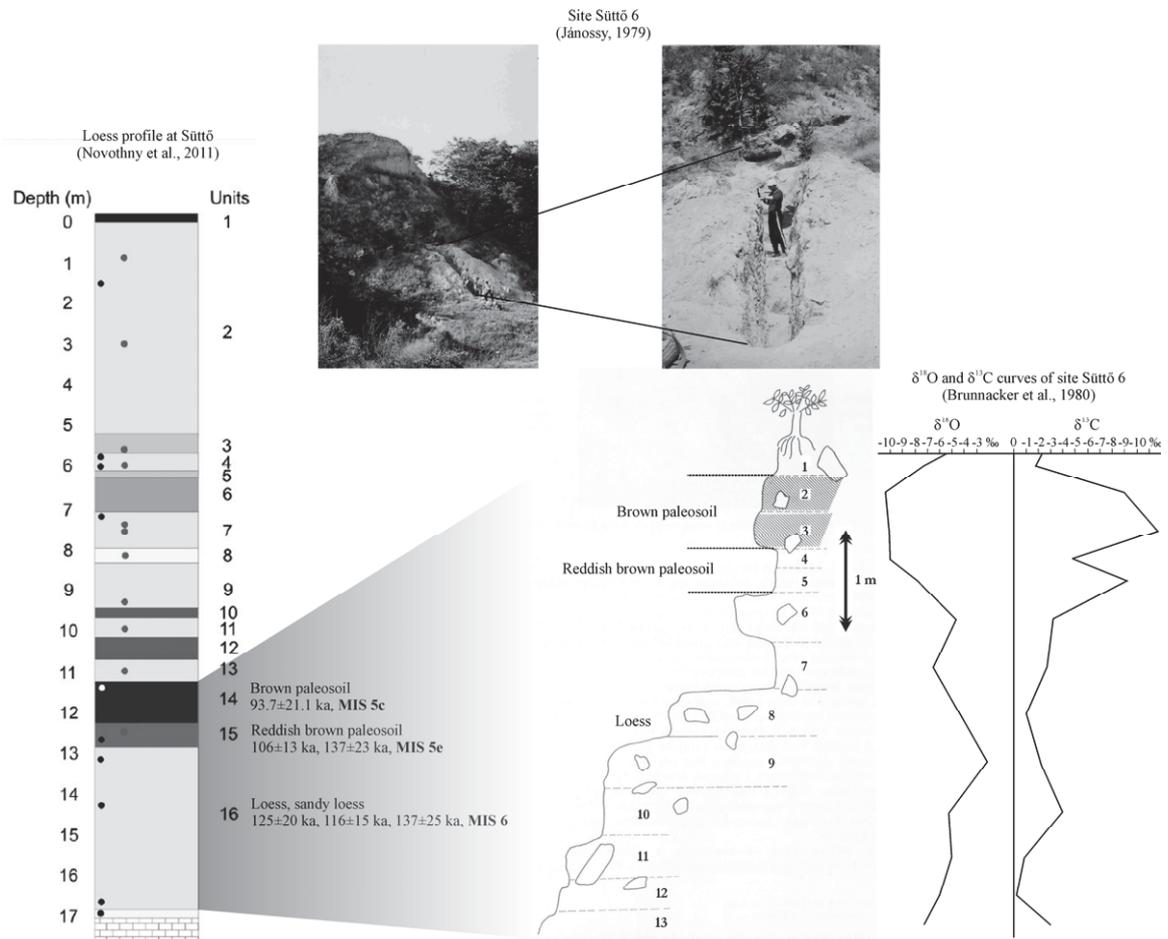 Site Süttő 6
(Jánossy, 1979)
Loess profile at Süttő
(Novothny et al., 2011)
Depth (m)
Units
0
1
2
3
4
5
6
7
8
9
10
11
12
13
14
15
16
17
1
2
3
4
5
6
7
8
9
10
11
12
13
14 Brown paleosoil
93.7±21.1 ka, MIS 5c
15 Reddish brown paleosoil
106±13 ka, 137±23 ka, MIS 5e
16 Loess, sandy loess
125±20 ka, 116±15 ka, 137±25 ka, MIS 6
Brown paleosoil
Reddish brown paleosoil
Loess
1
2
3
4
5
6
7
8
9
10
11
12
13
1 m
δ¹⁸O and δ¹³C curves of site Süttő 6
(Brunnacker et al., 1980)
δ¹⁸O δ¹³C
-10-9-8-7-6-5-4-3 ‰ 0 -1-2-3-4-5-6-7-8-9-10 ‰